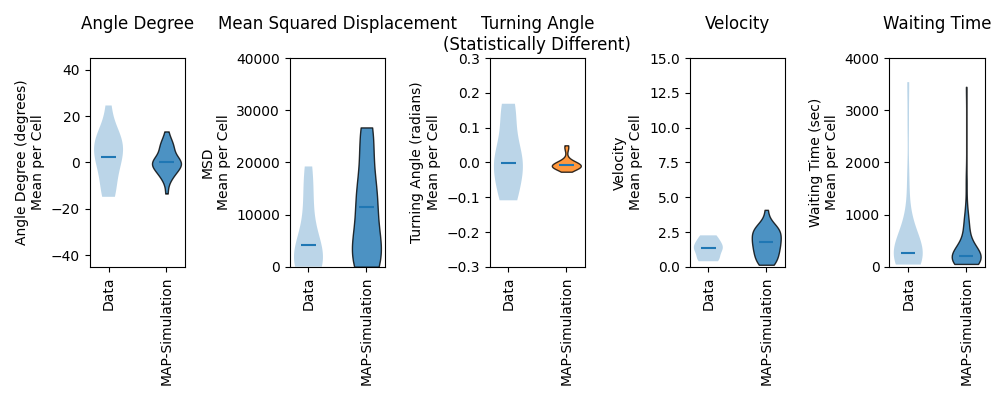 Angle Degree
Angle Degree (degrees)
Mean per Cell
40
20
0
−20
−40
Data
MAP-Simulation
Mean Squared Displacement
MSD
Mean per Cell
40000
30000
20000
10000
0
Data
MAP-Simulation
Turning Angle
(Statistically Different)
Turning Angle (radians)
Mean per Cell
0.3
0.2
0.1
0.0
−0.1
−0.2
−0.3
Data
MAP-Simulation
Velocity
Velocity
Mean per Cell
15.0
12.5
10.0
7.5
5.0
2.5
0.0
Data
MAP-Simulation
Waiting Time
Waiting Time (sec)
Mean per Cell
4000
3000
2000
1000
0
Data
MAP-Simulation